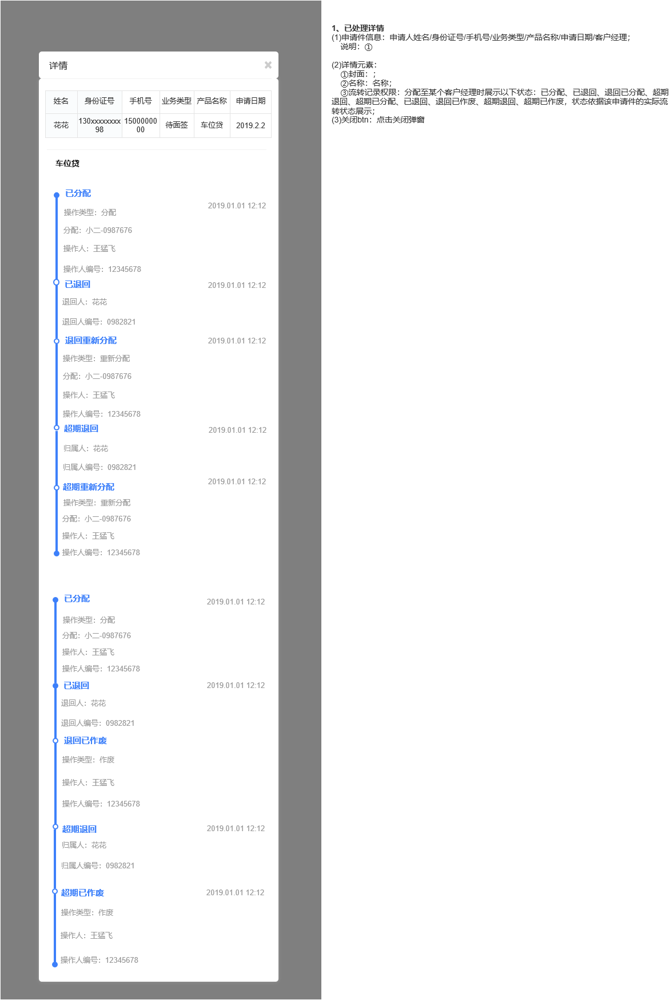 详情
姓名 身份证号 手机号 业务类型 产品名称 申请日期
花花 130xxxxxxxx98 1500000000 待面签 车位贷 2019.2.2
车位贷
已分配
2019.01.01 12:12
操作类型：分配
分配：小二-0987676
操作人：王猛飞
操作人编号：12345678
已退回 2019.01.01 12:12
退回人：花花
退回人编号：0982821
退回重新分配 2019.01.01 12:12
操作类型：重新分配
分配：小二-0987676
操作人：王猛飞
操作人编号：12345678
超期退回 2019.01.01 12:12
归属人：花花
归属人编号：0982821
2019.01.01 12:12
超期重新分配
操作类型：重新分配
分配：小二-0987676
操作人：王猛飞
操作人编号：12345678
已分配 2019.01.01 12:12
操作类型：分配
分配：小二-0987676
操作人：王猛飞
操作人编号：12345678
已退回 2019.01.01 12:12
退回人：花花
退回人编号：0982821
退回已作废
操作类型：作废
操作人：王猛飞
操作人编号：12345678
超期退回 2019.01.01 12:12
归属人：花花
归属人编号：0982821
超期已作废 2019.01.01 12:12
操作类型：作废
操作人：王猛飞
操作人编号：12345678
1、已处理详情
(1)申请件信息：申请人姓名/身份证号/手机号/业务类型/产品名称/申请日期/客户经理；
说明：①
(2)详情元素：
①封面：；
②名称：名称；
③流转记录权限：分配至某个客户经理时展示以下状态：已分配、已退回、退回已分配、超期
退回、超期已分配、已退回、退回已作废、超期退回、超期已作废，状态依据该申请件的实际流
转状态展示；
(3)关闭btn：点击关闭弹窗